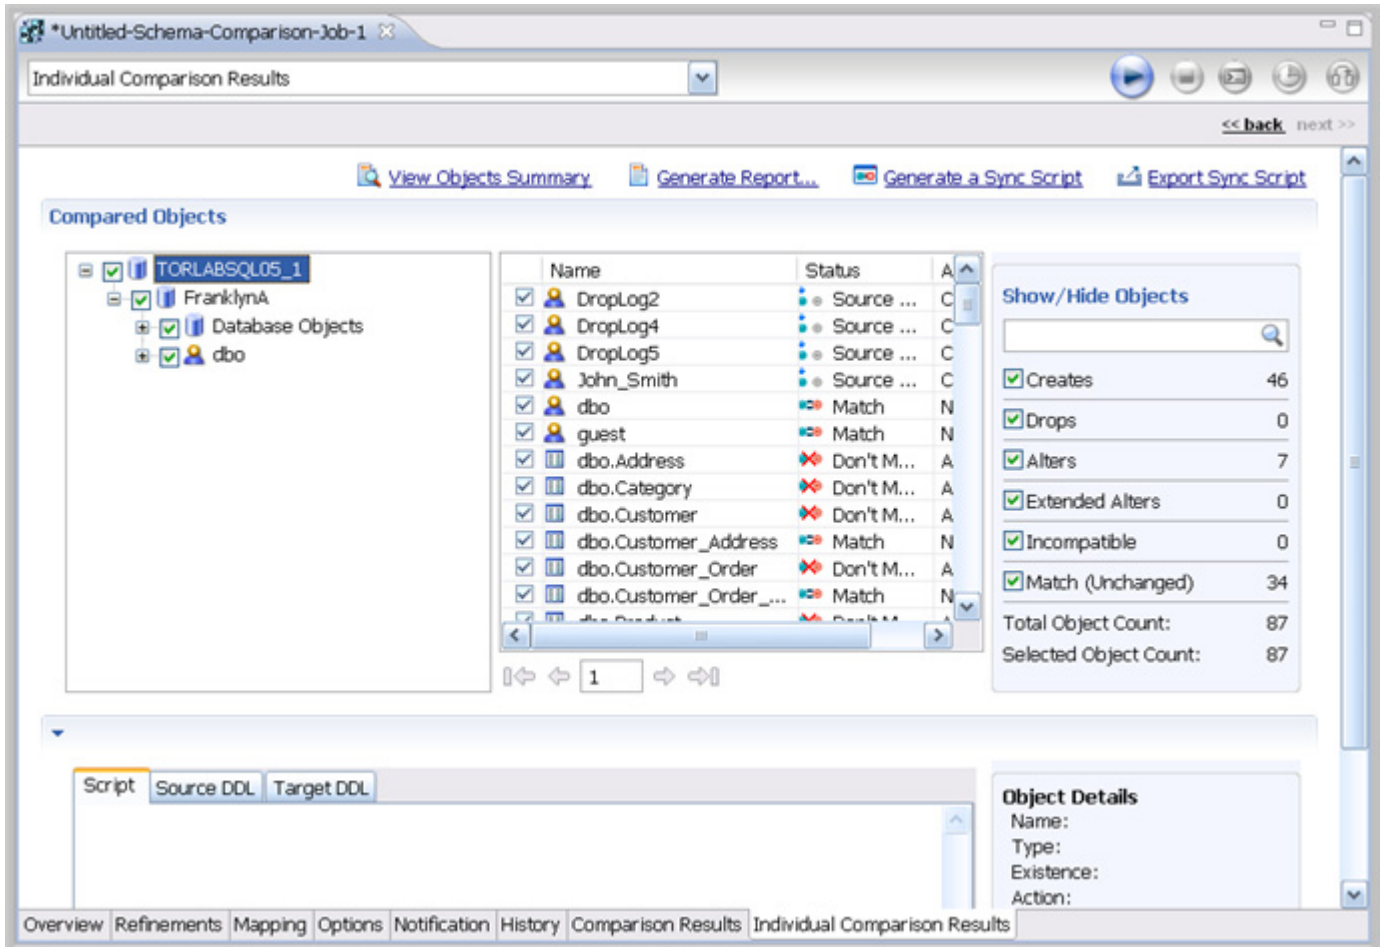 *Untitled-Schema-Comparison-Job-1
Individual Comparison Results
<< back next >>
View Objects Summary Generate Report... Generate a Sync Script Export Sync Script
Compared Objects
TORLABSQL05_1
FranklynA
Database Objects
dbo
Name Status A
DropLog2 Source ... C
DropLog4 Source ... C
DropLog5 Source ... C
John_Smith Source ... C
dbo Match N
guest Match N
dbo.Address Don't M... A
dbo.Category Don't M... A
dbo.Customer Don't M... A
dbo.Customer_Address Match N
dbo.Customer_Order Don't M... A
dbo.Customer_Order_... Match N
dbo.Product Don't M... A
1
Show/Hide Objects
Creates 46
Drops 0
Alters 7
Extended Alters 0
Incompatible 0
Match (Unchanged) 34
Total Object Count: 87
Selected Object Count: 87
Script Source DDL Target DDL
Object Details
Name:
Type:
Existence:
Action:
Overview Refinements Mapping Options Notification History Comparison Results Individual Comparison Results